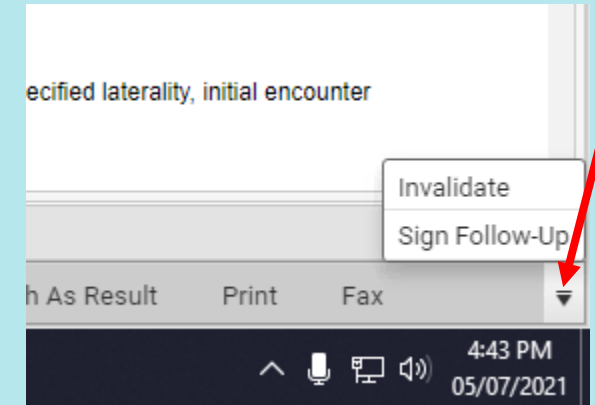 ecified laterality, initial encounter
Invalidate
Sign Follow-Up
h As Result Print Fax
4:43 PM
05/07/2021